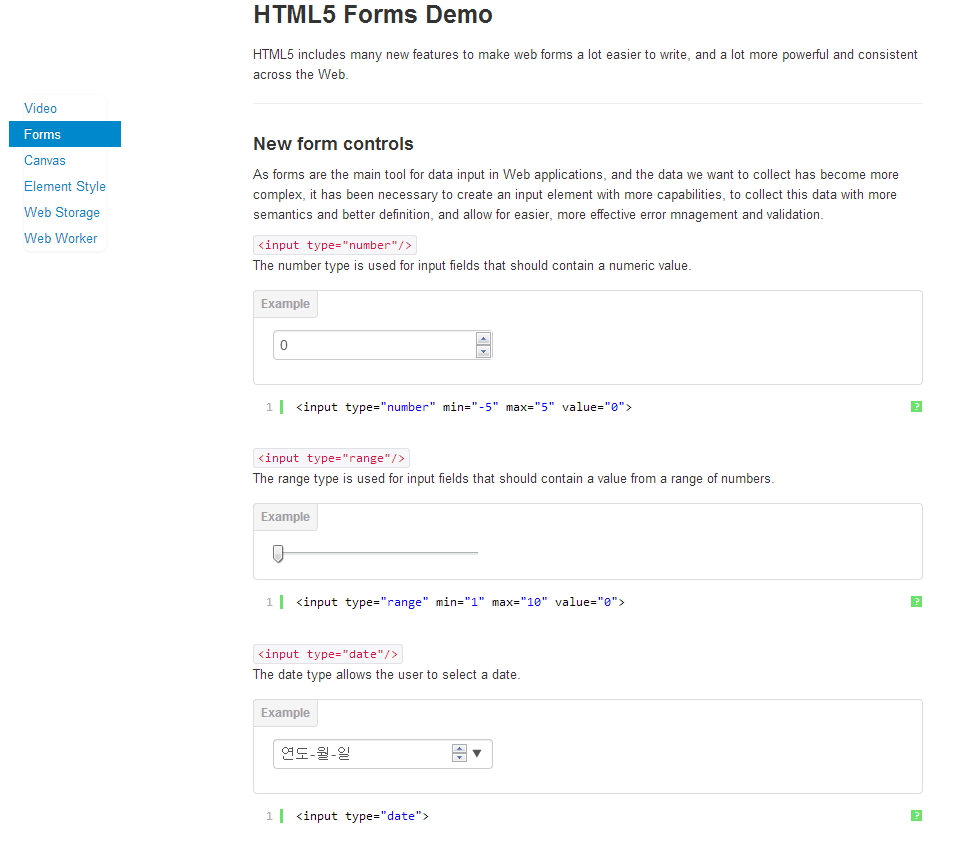 HTML5 Forms Demo
HTML5 includes many new features to make web forms a lot easier to write, and a lot more powerful and consistent
across the Web.
Video
Forms
Canvas
Element Style
Web Storage
Web Worker
New form controls
As forms are the main tool for data input in Web applications, and the data we want to collect has become more
complex, it has been necessary to create an input element with more capabilities, to collect this data with more
semantics and better definition, and allow for easier, more effective error mnagement and validation.
<input type="number"/>
The number type is used for input fields that should contain a numeric value.
Example
0
1 <input type="number" min="-5" max="5" value="0"> ?
<input type="range"/>
The range type is used for input fields that should contain a value from a range of numbers.
Example
1 <input type="range" min="1" max="10" value="0"> ?
<input type="date"/>
The date type allows the user to select a date.
Example
연도-월-일
1 <input type="date"> ?